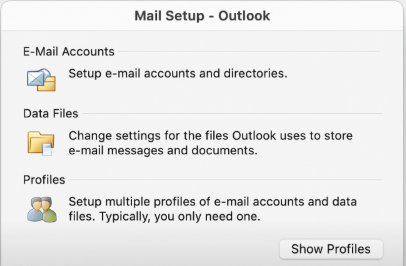 Mail Setup - Outlook
E-Mail Accounts
Setup e-mail accounts and directories.
Data Files
Change settings for the files Outlook uses to store
e-mail messages and documents.
Profiles
Setup multiple profiles of e-mail accounts and data
files. Typically, you only need one.
Show Profiles